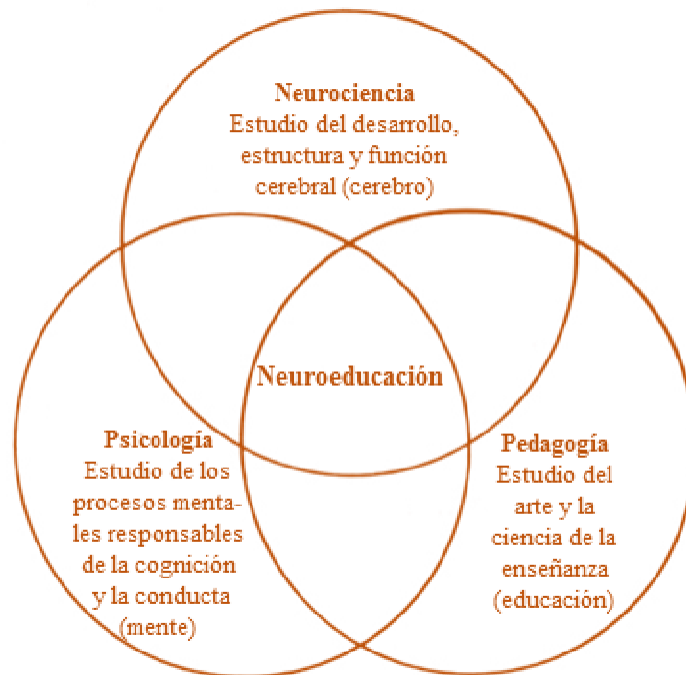 Neurociencia
Estudio del desarrollo,
estructura y función
cerebral (cerebro)
Neuroeducación
Psicología
Estudio de los
procesos menta-
les responsables
de la cognición
y la conducta
(mente)
Pedagogía
Estudio del
arte y la
ciencia de la
enseñanza
(educación)